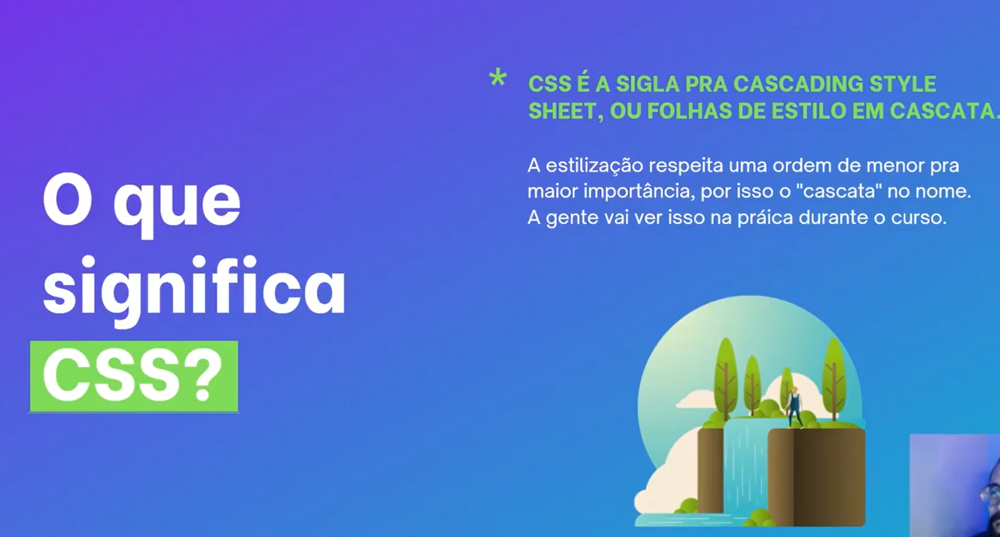 O que
significa
CSS?
* CSS É A SIGLA PRA CASCADING STYLE
SHEET, OU FOLHAS DE ESTILO EM CASCATA.
A estilização respeita uma ordem de menor pra
maior importância, por isso o "cascata" no nome.
A gente vai ver isso na práica durante o curso.